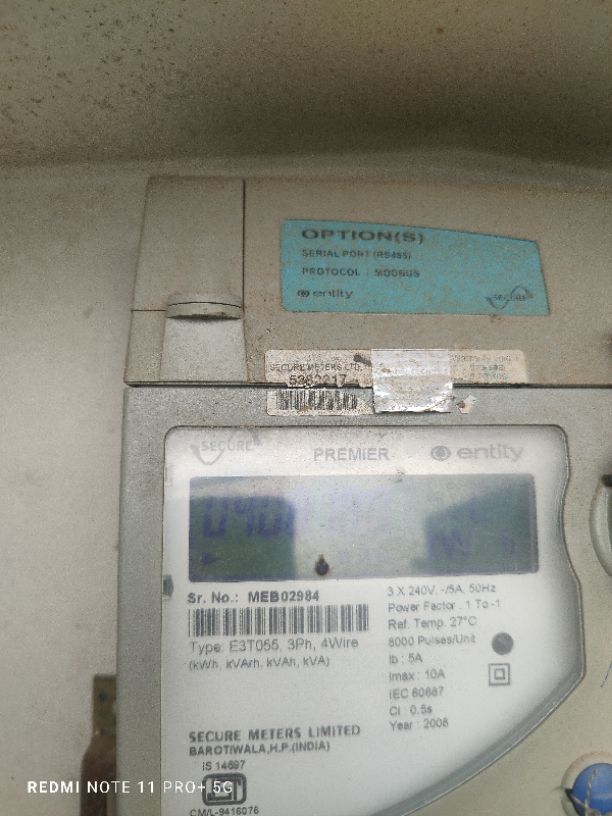 OPTION(S)
SERIAL PORT (RS485)
PROTOCOL : MODBUS
entity
SECURE
SECURE METERS LTD.
SECURE
PREMIER
entity
Sr. No.: MEB02984
Type: E3T055, 3Ph, 4Wire
(kWh, kVArh, kVAh, kVA)
3 X 240V, -/5A, 50Hz
Power Factor . 1 To -1
Ref. Temp. 27°C
8000 Pulses/Unit
Ib : 5A
Imax : 10A
IEC 60687
Cl : 0.5s
Year : 2008
SECURE METERS LIMITED
BAROTIWALA,H.P.(INDIA)
IS 14697
CM/L-9416076
REDMI NOTE 11 PRO+ 5G